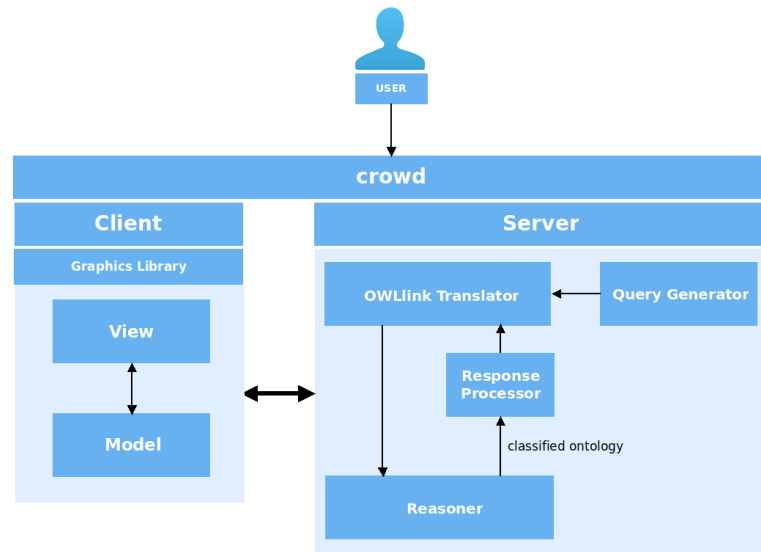 USER
crowd
Client
Server
Graphics Library
OWLlink Translator
Query Generator
View
Response
Processor
Model
classified ontology
Reasoner